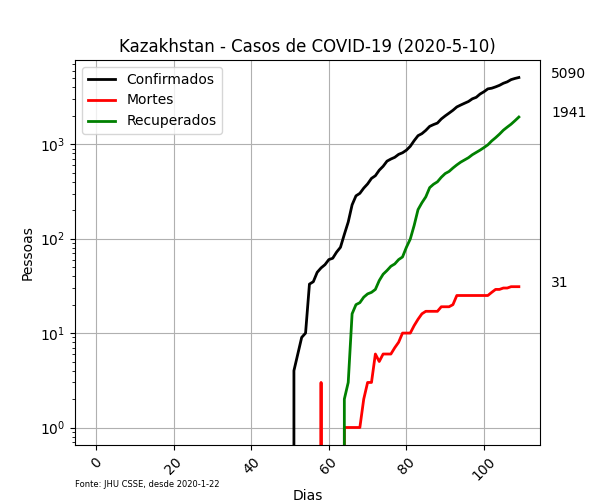 Kazakhstan - Casos de COVID-19 (2020-5-10)
Confirmados
Mortes
Recuperados
5090
1941
31
Pessoas
10³
10²
10¹
10⁰
0
20
40
60
80
100
Dias
Fonte: JHU CSSE, desde 2020-1-22